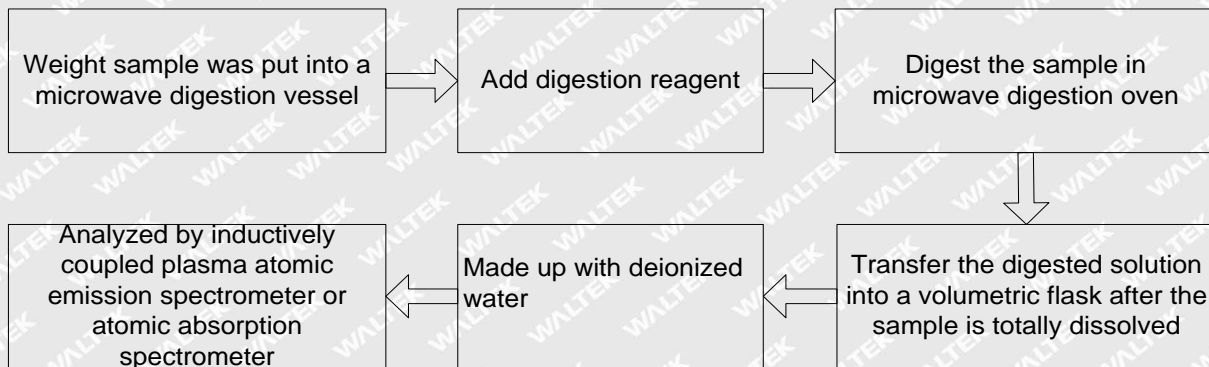 Weight sample was put into a
microwave digestion vessel
Add digestion reagent
Digest the sample in
microwave digestion oven
Transfer the digested solution
into a volumetric flask after the
sample is totally dissolved
Made up with deionized
water
Analyzed by inductively
coupled plasma atomic
emission spectrometer or
atomic absorption
spectrometer
WALTEK